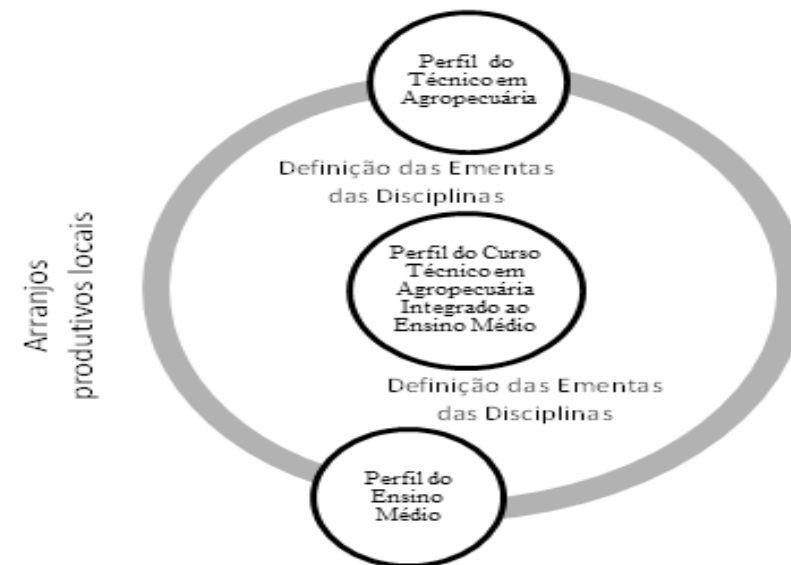 Perfil do
Técnico em
Agropecuária
Definição das Ementas
das Disciplinas
Arranjos
produtivos locais
Perfil do Curso
Técnico em
Agropecuária
Integrado ao
Ensino Médio
Definição das Ementas
das Disciplinas
Perfil do
Ensino
Médio